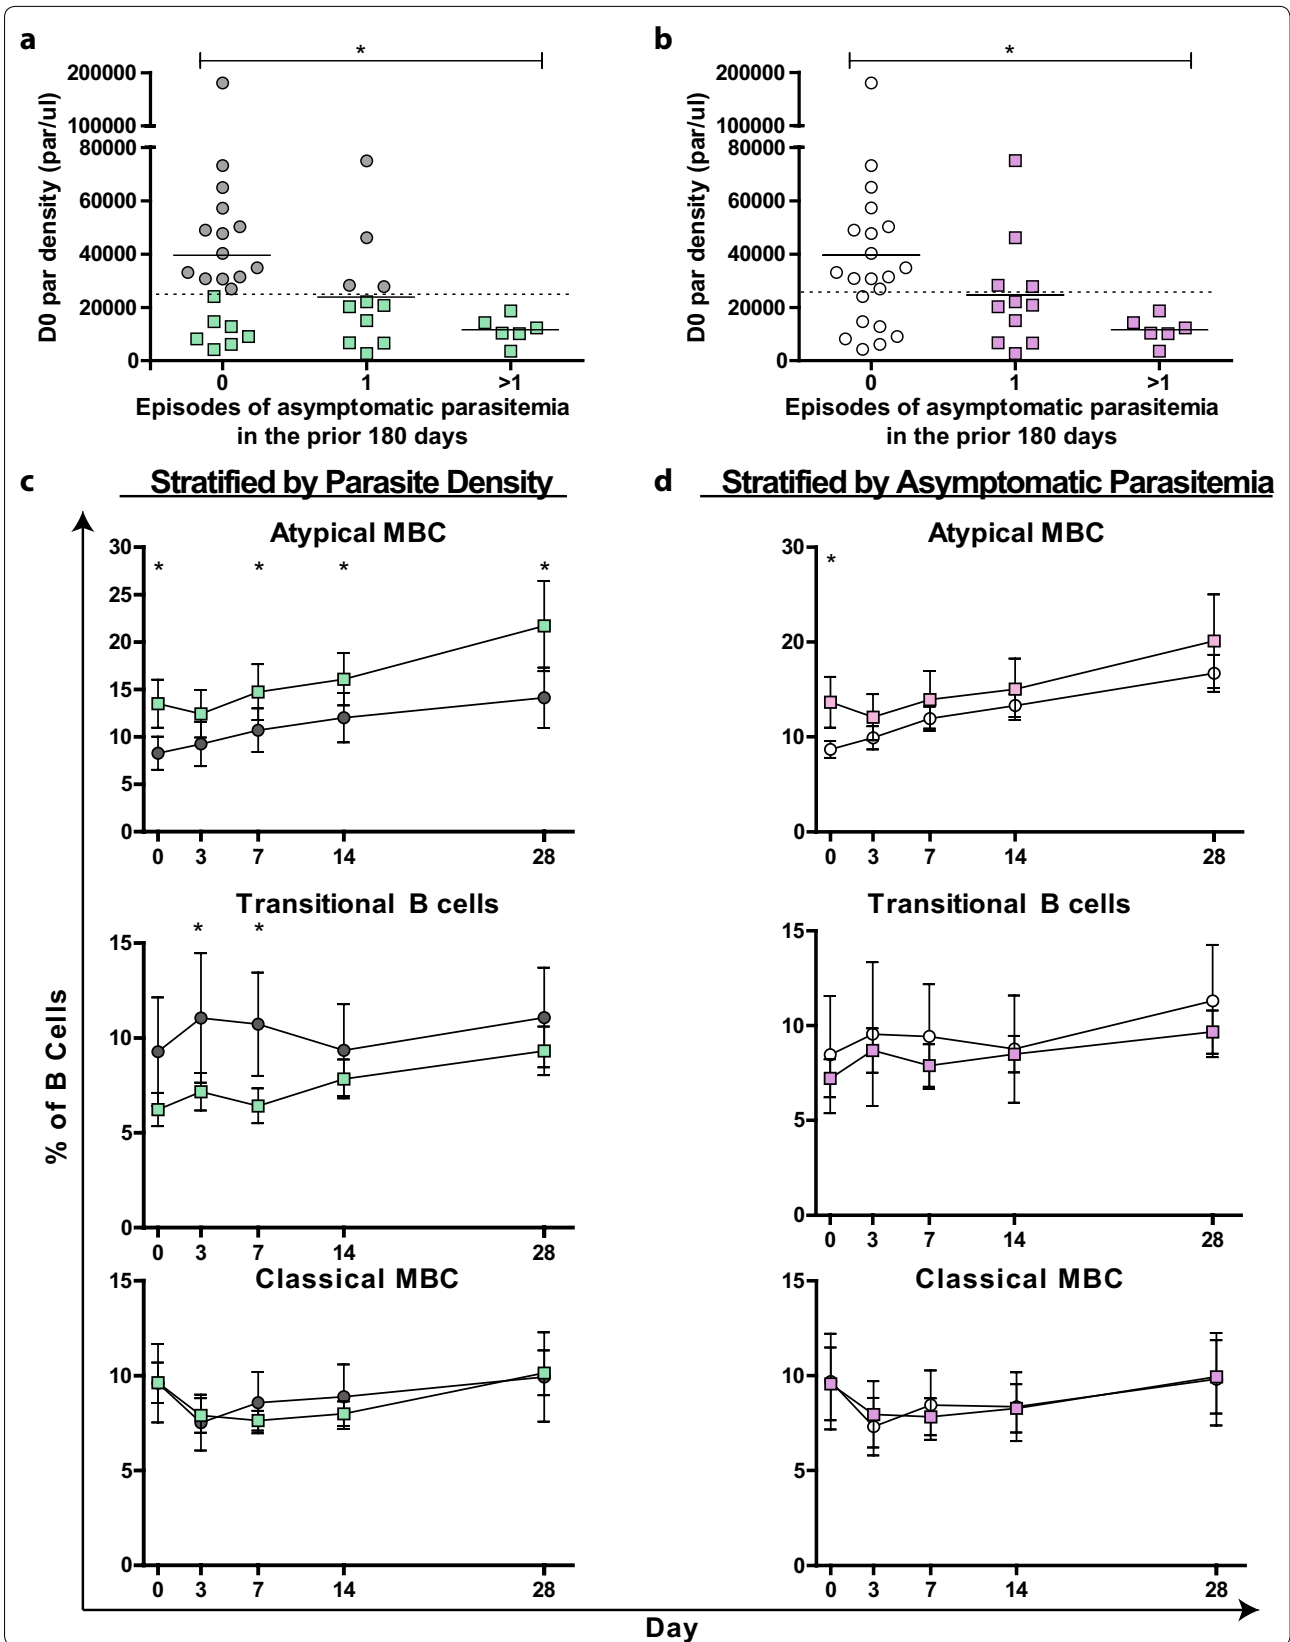 a
*
200000
100000
80000
60000
40000
20000
0
D0 par density (par/ul)
0 1 >1
Episodes of asymptomatic parasitemia
in the prior 180 days
b
*
200000
100000
80000
60000
40000
20000
0
D0 par density (par/ul)
0 1 >1
Episodes of asymptomatic parasitemia
in the prior 180 days
c Stratified by Parasite Density
Atypical MBC
30
25
20
15
10
5
0
* * * *
0 3 7 14 28
Transitional B cells
15
10
5
0
* *
0 3 7 14 28
Classical MBC
15
10
5
0
0 3 7 14 28
d Stratified by Asymptomatic Parasitemia
Atypical MBC
30
20
10
0
*
0 3 7 14 28
Transitional B cells
15
10
5
0
0 3 7 14 28
Classical MBC
15
10
5
0
0 3 7 14 28
% of B Cells
Day